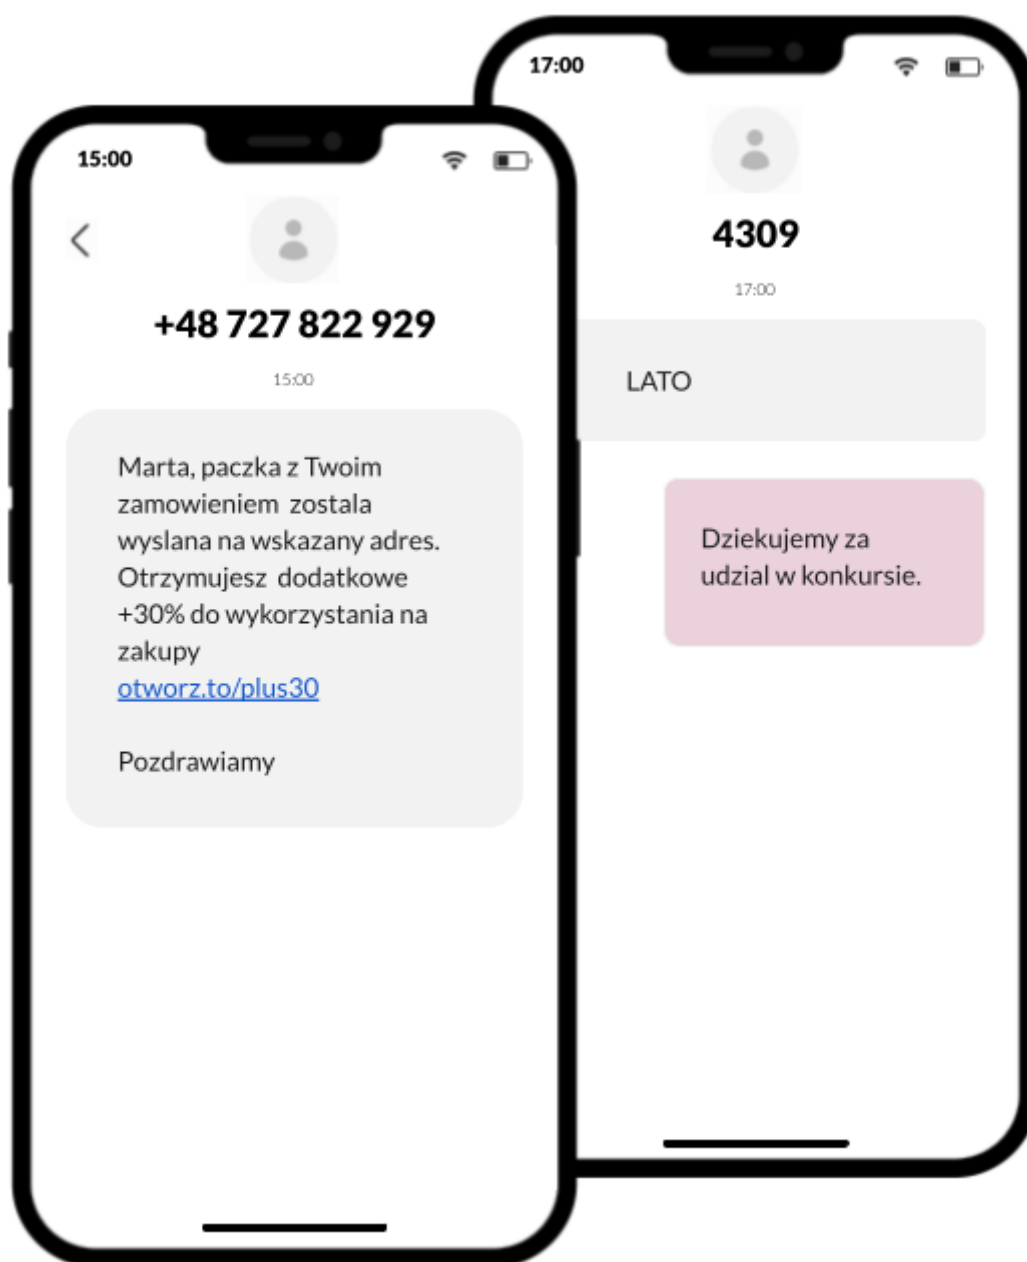 15:00
+48 727 822 929
15:00
Marta, paczka z Twoim
zamowieniem zostala
wyslana na wskazany adres.
Otrzymujesz dodatkowe
+30% do wykorzystania na
zakupy
otworz.to/plus30
Pozdrawiamy
17:00
4309
17:00
LATO
Dziekujemy za
udzial w konkursie.